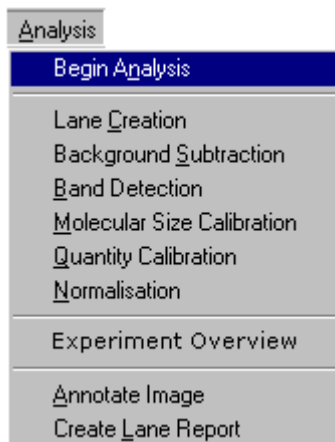 Analysis
Begin Analysis
Lane Creation
Background Subtraction
Band Detection
Molecular Size Calibration
Quantity Calibration
Normalisation
Experiment Overview
Annotate Image
Create Lane Report